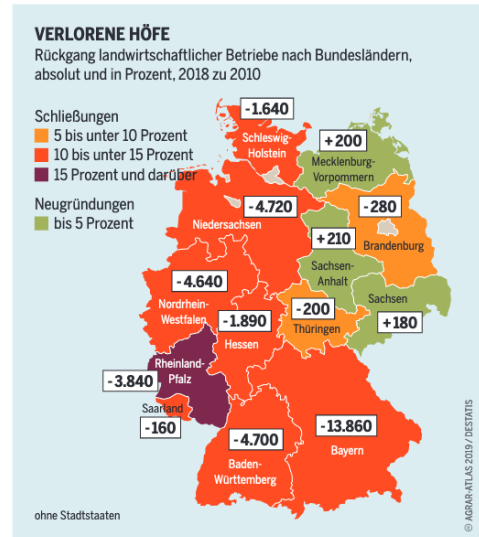 VERLORENE HÖFE
Rückgang landwirtschaftlicher Betriebe nach Bundesländern,
absolut und in Prozent, 2018 zu 2010
Schließungen
5 bis unter 10 Prozent
10 bis unter 15 Prozent
15 Prozent und darüber
Neugründungen
bis 5 Prozent
-1.640
Schleswig-
Holstein
+200
Mecklenburg-
Vorpommern
-4.720
Niedersachsen
-280
Brandenburg
+210
Sachsen-
Anhalt
-4.640
Nordrhein-
Westfalen
-1.890
Hessen
-200
Thüringen
Sachsen
+180
Rheinland-
Pfalz
-3.840
Saarland
-160
-4.700
Baden-
Württemberg
-13.860
Bayern
ohne Stadtstaaten
© AGRAR-ATLAS 2019 / DESTATIS